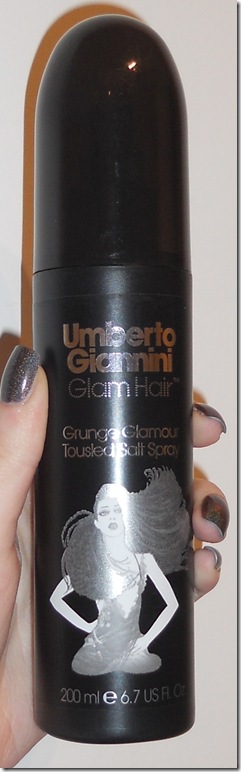 Umberto
Giannini
Glam Hair™
Grunge Glamour
Tousled Salt Spray
200 ml e 6.7 US Fl. Oz